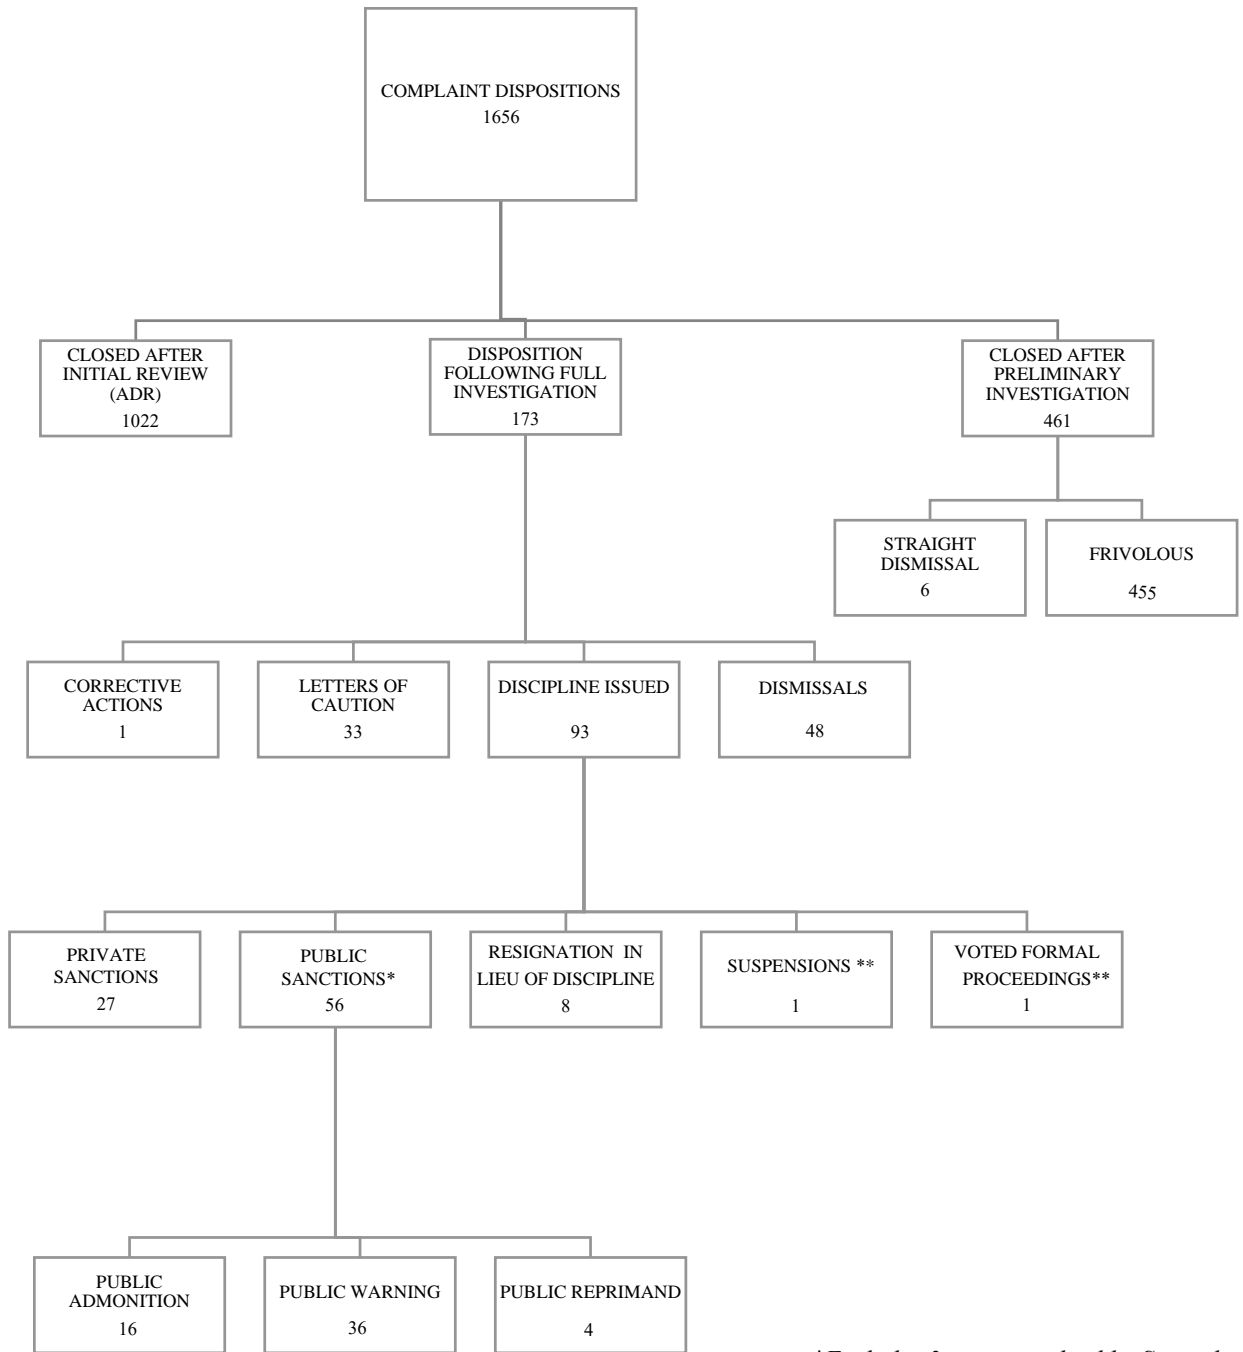 COMPLAINT DISPOSITIONS
1656
CLOSED AFTER
INITIAL REVIEW
(ADR)
1022
DISPOSITION
FOLLOWING FULL
INVESTIGATION
173
CLOSED AFTER
PRELIMINARY
INVESTIGATION
461
STRAIGHT
DISMISSAL
6
FRIVOLOUS
455
CORRECTIVE
ACTIONS
1
LETTERS OF
CAUTION
33
DISCIPLINE ISSUED
93
DISMISSALS
48
PRIVATE
SANCTIONS
27
PUBLIC
SANCTIONS*
56
RESIGNATION IN
LIEU OF DISCIPLINE
8
SUSPENSIONS **
1
VOTED FORMAL
PROCEEDINGS**
1
PUBLIC
ADMONITION
16
PUBLIC WARNING
36
PUBLIC REPRIMAND
4